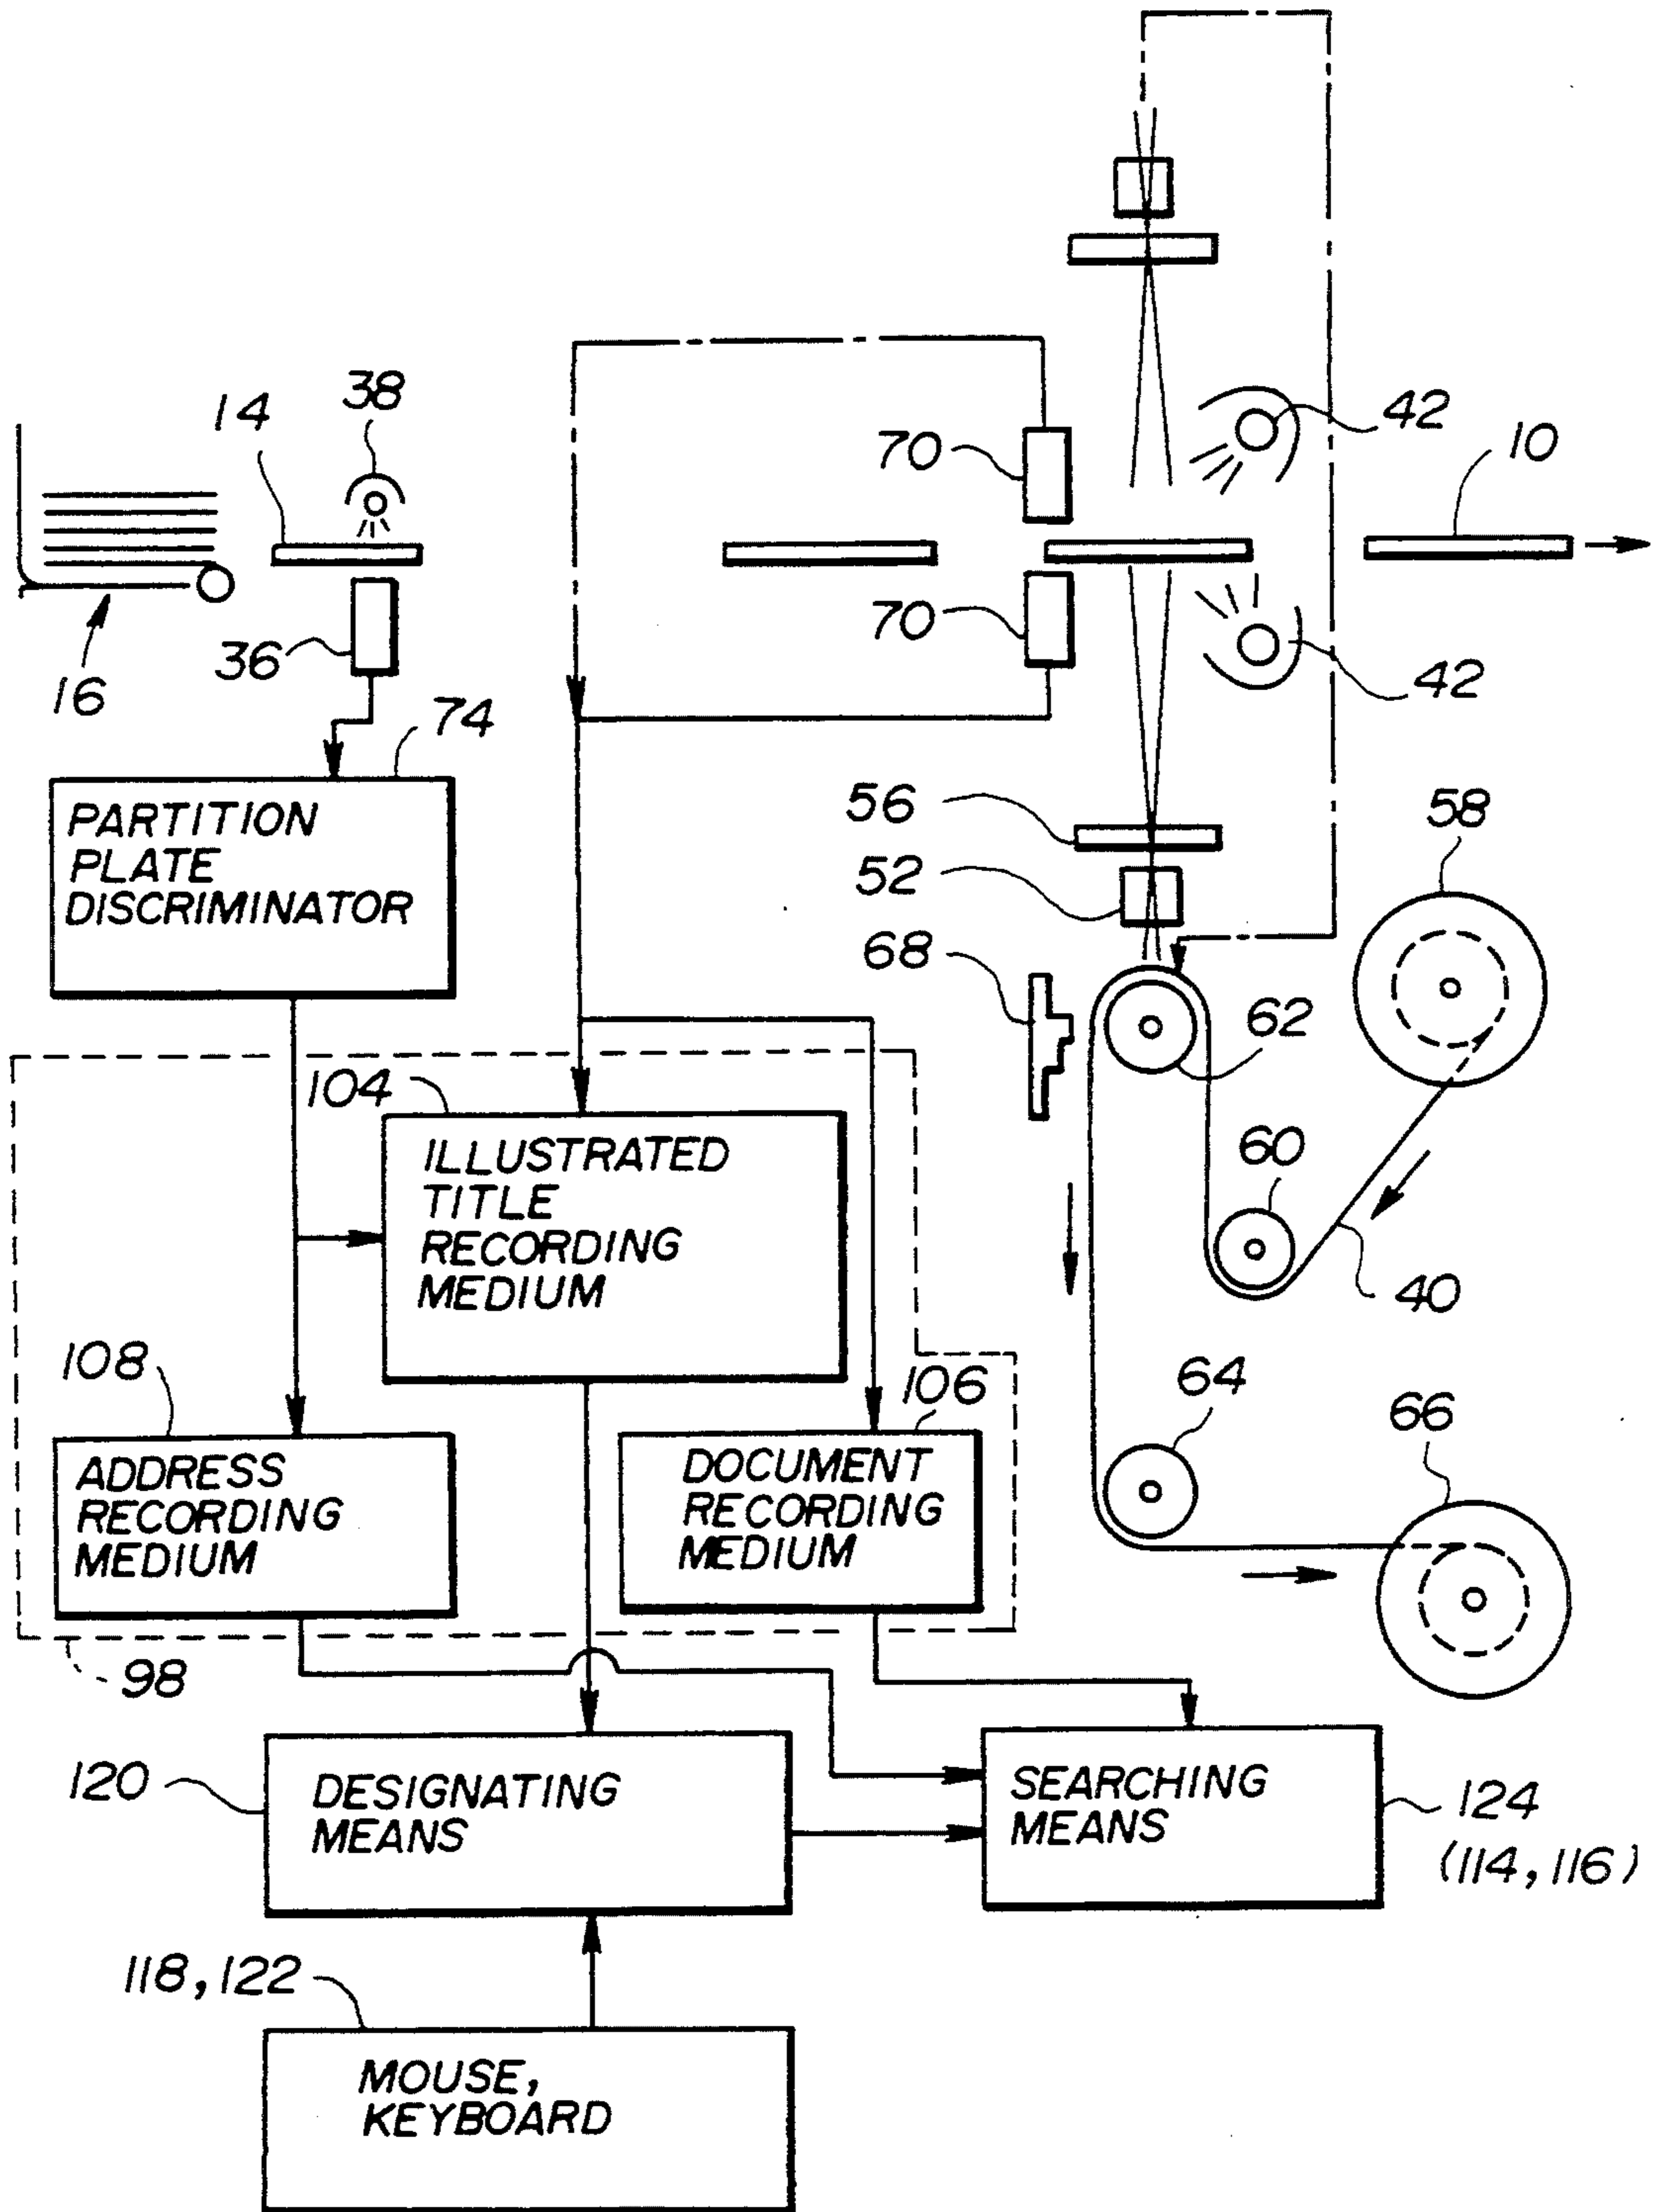 38
14
42
10
70
70
36
16
42
74
PARTITION
PLATE
DISCRIMINATOR
56
58
52
68
62
104
ILLUSTRATED
TITLE
RECORDING
MEDIUM
60
40
108
ADDRESS
RECORDING
MEDIUM
106
DOCUMENT
RECORDING
MEDIUM
64
66
98
120
DESIGNATING
MEANS
SEARCHING
MEANS
124
(114, 116)
118, 122
MOUSE,
KEYBOARD